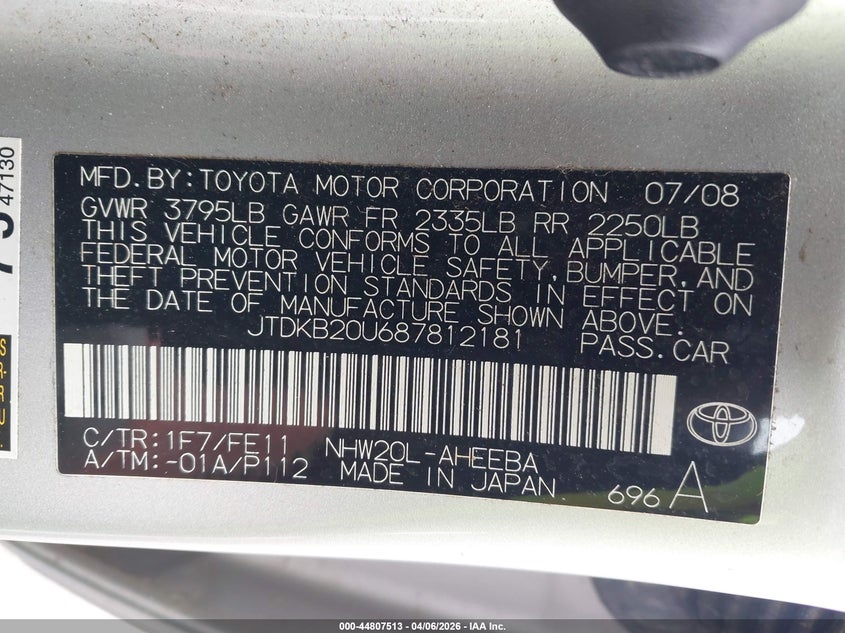 MFD.BY:TOYOTA MOTOR CORPORATION 07/08
GVWR 3795LB GAWR FR 2335LB RR 2250LB
THIS VEHICLE CONFORMS TO ALL APPLICABLE
FEDERAL MOTOR VEHICLE SAFETY,BUMPER,AND
THEFT PREVENTION STANDARDS IN EFFECT ON
THE DATE OF MANUFACTURE SHOWN ABOVE.
JTDKB20U687812181 PASS.CAR
C/TR:1F7/FE11 NHW20L-AHEEBA
A/TM:-01A/P112 MADE IN JAPAN
696 A
47130
000-44807513 - 04/06/2026 - IAA Inc.